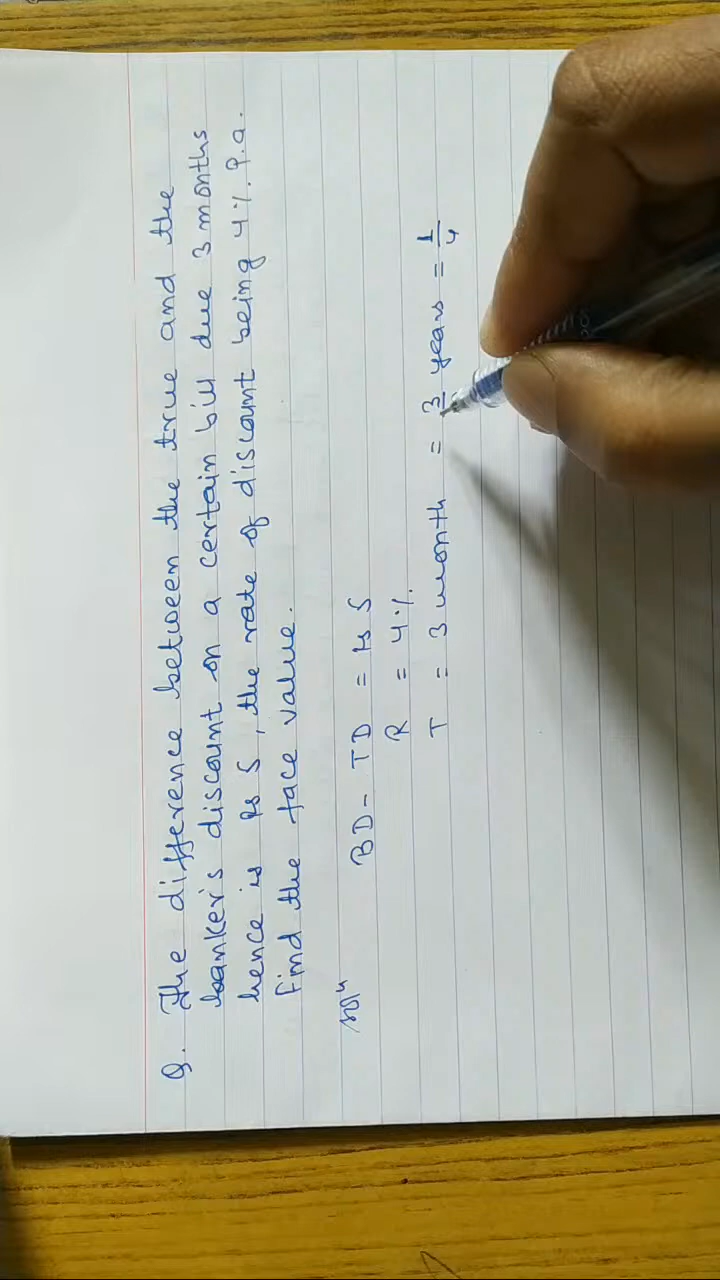 Q. The difference between the true and the
banker's discount on a certain bill due 3 months
hence is Rs 5, the rate of discount being 4%. P.a.
Find the face value.
soln
BD - TD = Rs 5
R = 4%
T = 3 month = 3 years = 1/4